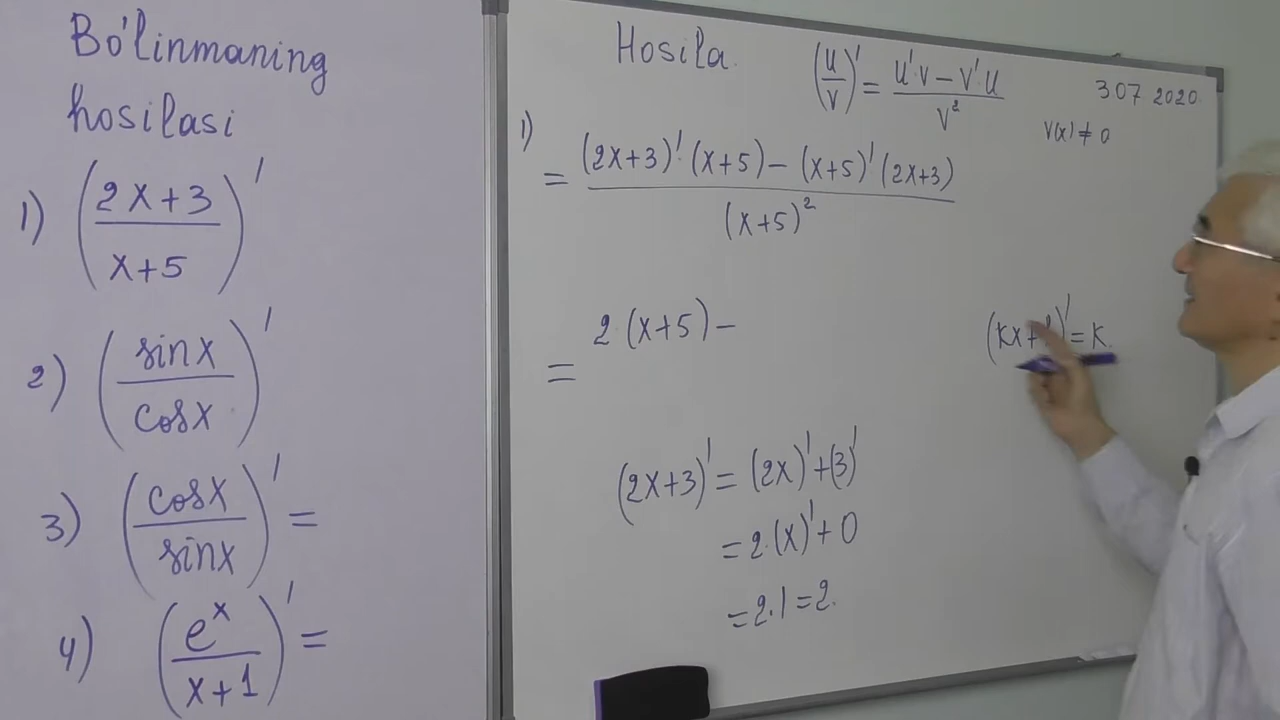 Bo'linmaning
hosilasi
1) ((2x+3)/(x+5))'
2) (sinx/cosx)'
3) (cosx/sinx)' =
4) (e^x/(x+1))' =
Hosila. (u/v)' = (u'·v − v'·u)/v²
3 07 2020.
v(x) ≠ 0
1) = ((2x+3)'·(x+5) − (x+5)'(2x+3))/(x+5)²
= 2·(x+5) −
(kx+ )' = k.
(2x+3)' = (2x)' + (3)'
= 2·(x)' + 0
= 2·1 = 2.